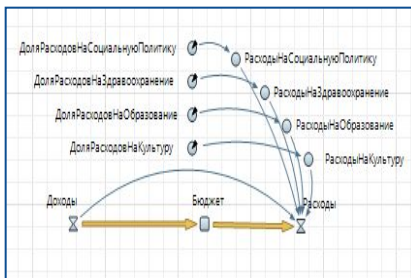 ДоляРасходовНаСоциальнуюПолитику
РасходыНаСоциальнуюПолитику
ДоляРасходовНаЗдравоохранение
РасходыНаЗдравоохранение
ДоляРасходовНаОбразование
РасходыНаОбразование
ДоляРасходовНаКультуру
РасходыНаКультуру
Доходы
Бюджет
Расходы